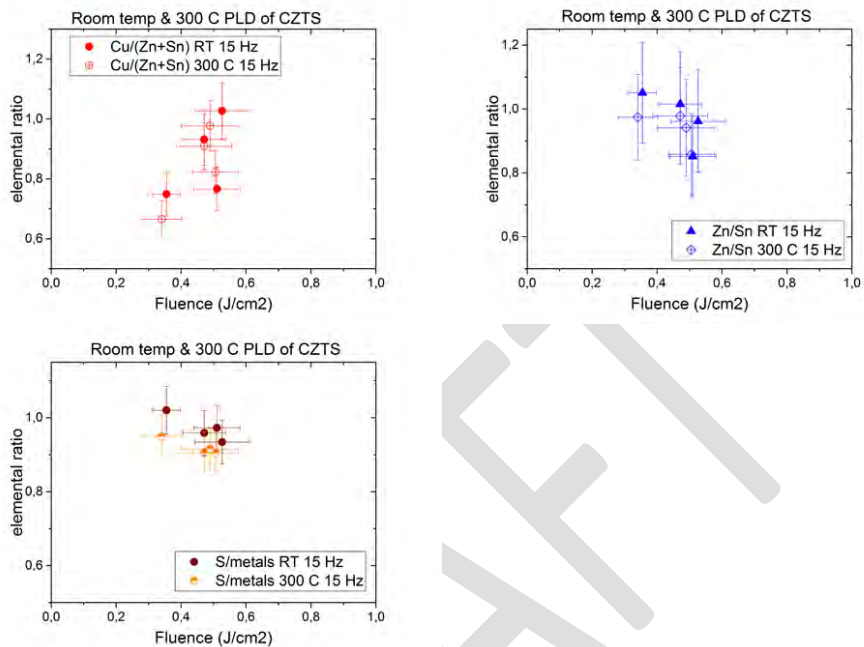 Room temp & 300 C PLD of CZTS
Cu/(Zn+Sn) RT 15 Hz
Cu/(Zn+Sn) 300 C 15 Hz
elemental ratio
1,2
1,0
0,8
0,6
0,0 0,2 0,4 0,6 0,8 1,0
Fluence (J/cm2)
Room temp & 300 C PLD of CZTS
elemental ratio
1,2
1,0
0,8
0,6
Zn/Sn RT 15 Hz
Zn/Sn 300 C 15 Hz
0,0 0,2 0,4 0,6 0,8 1,0
Fluence (J/cm2)
Room temp & 300 C PLD of CZTS
elemental ratio
1,0
0,8
0,6
S/metals RT 15 Hz
S/metals 300 C 15 Hz
0,0 0,2 0,4 0,6 0,8 1,0
Fluence (J/cm2)